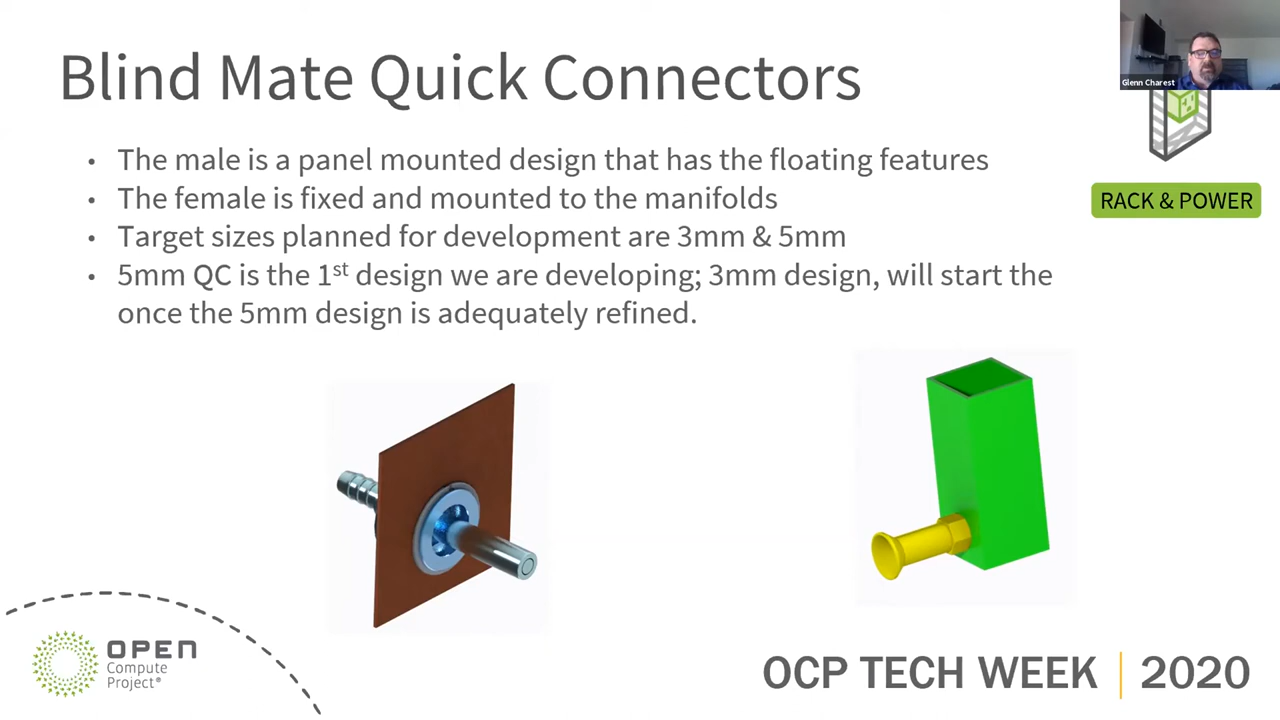 Blind Mate Quick Connectors
Glenn Charest
• The male is a panel mounted design that has the floating features
• The female is fixed and mounted to the manifolds
• Target sizes planned for development are 3mm & 5mm
• 5mm QC is the 1st design we are developing; 3mm design, will start the
once the 5mm design is adequately refined.
RACK & POWER
OPEN
Compute
Project®
OCP TECH WEEK | 2020